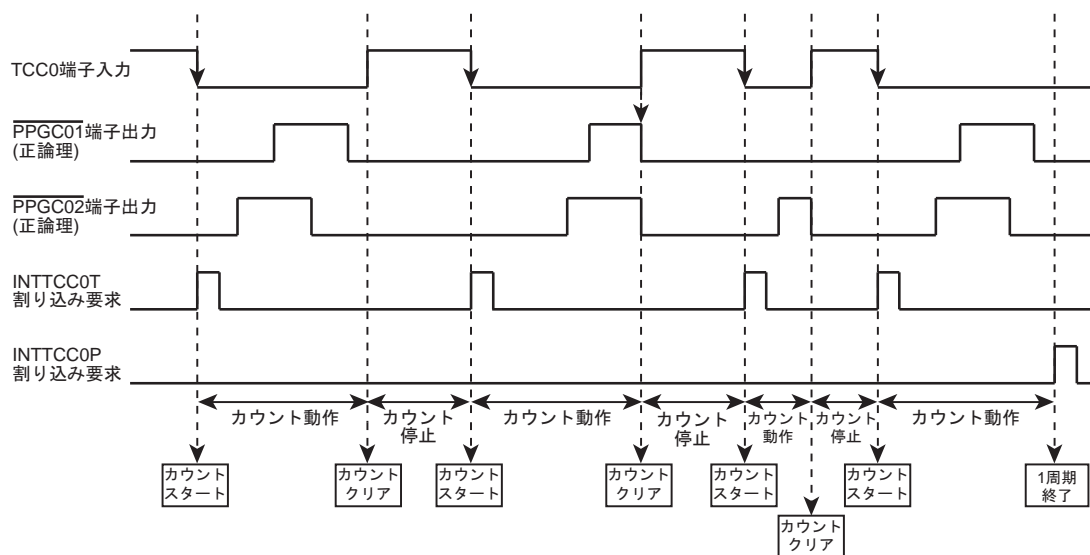 TCC0端子入力
PPGC01端子出力
(正論理)
PPGC02端子出力
(正論理)
INTTCC0T
割り込み要求
INTTCC0P
割り込み要求
カウント動作
カウント
停止
カウント動作
カウント
停止
カウント
動作
カウント
停止
カウント動作
カウント
スタート
カウント
クリア
カウント
スタート
カウント
クリア
カウント
スタート
カウント
クリア
カウント
スタート
1周期
終了